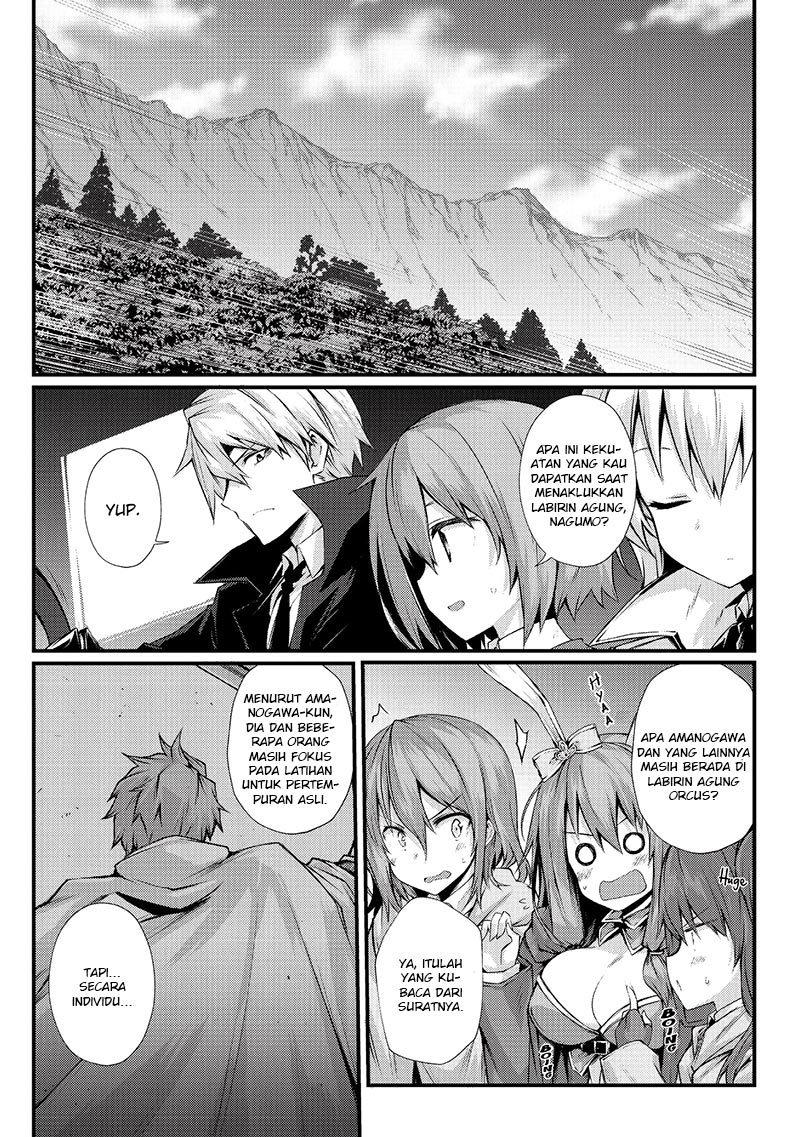 APA INI KEKU-
ATAN YANG KAU
DAPATKAN SAAT
MENAKLUKKAN
LABIRIN AGUNG,
NAGUMO?
YUP.
HYAA
APA AMANOGAWA
DAN YANG LAINNYA
MASIH BERADA DI
LABIRIN AGUNG
ORCUS?
Huge
YA, ITULAH
YANG KU-
BACA DARI
SURATNYA.
BOING
BOING
MENURUT AMA-
NOGAWA-KUN,
DIA DAN BEBE-
RAPA ORANG
MASIH FOKUS
PADA LATIHAN
UNTUK PERTEM-
PURAN ASLI.
TAPI...
SECARA
INDIVIDU...